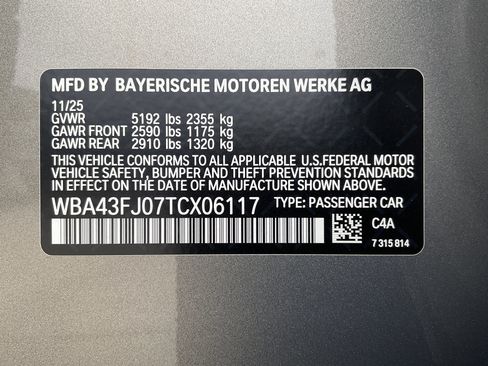 MFD BY BAYERISCHE MOTOREN WERKE AG
11/25
GVWR 5192 lbs 2355 kg
GAWR FRONT 2590 lbs 1175 kg
GAWR REAR 2910 lbs 1320 kg
THIS VEHICLE CONFORMS TO ALL APPLICABLE U.S.FEDERAL MOTOR
VEHICLE SAFETY, BUMPER AND THEFT PREVENTION STANDARDS
IN EFFECT ON THE DATE OF MANUFACTURE SHOWN ABOVE.
WBA43FJ07TCX06117 TYPE: PASSENGER CAR
C4A
7 315 814